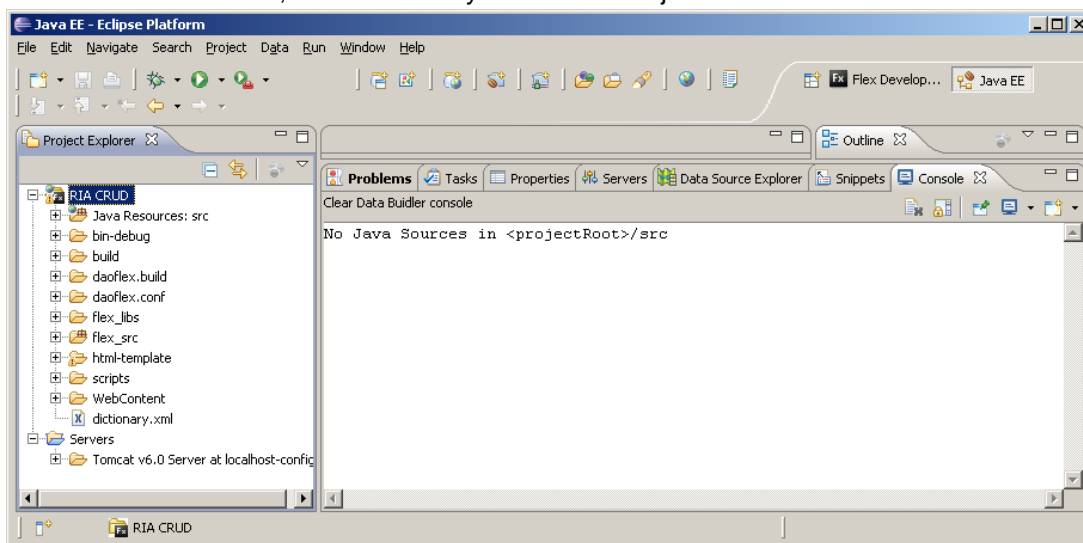 Java EE - Eclipse Platform
File Edit Navigate Search Project Data Run Window Help
Flex Develop... Java EE
Project Explorer
Outline
Problems Tasks Properties Servers Data Source Explorer Snippets Console
Clear Data Buidler console
No Java Sources in <projectRoot>/src
RIA CRUD
Java Resources: src
bin-debug
build
daoflex.build
daoflex.conf
flex_libs
flex_src
html-template
scripts
WebContent
dictionary.xml
Servers
Tomcat v6.0 Server at localhost-config
RIA CRUD